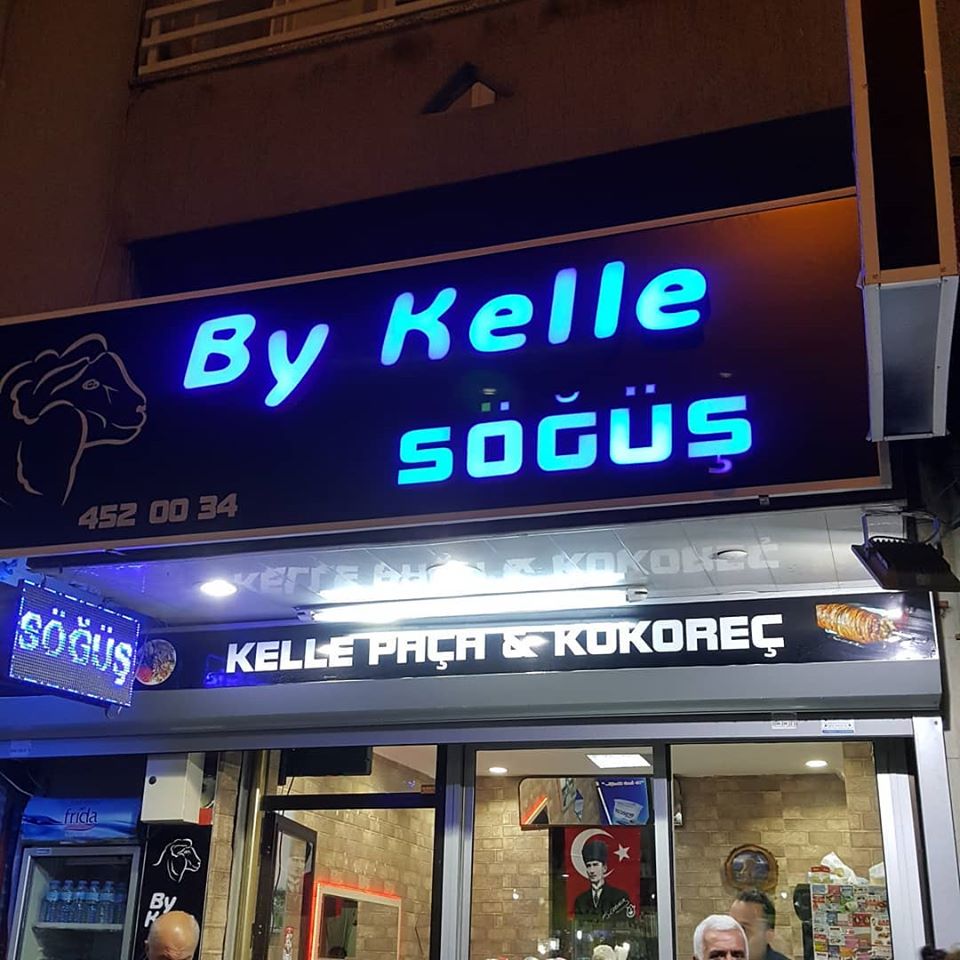 By Kelle
SÖĞÜŞ
452 00 34
SÖĞÜŞ
KELLE PAÇA & KOKOREÇ
frida
By